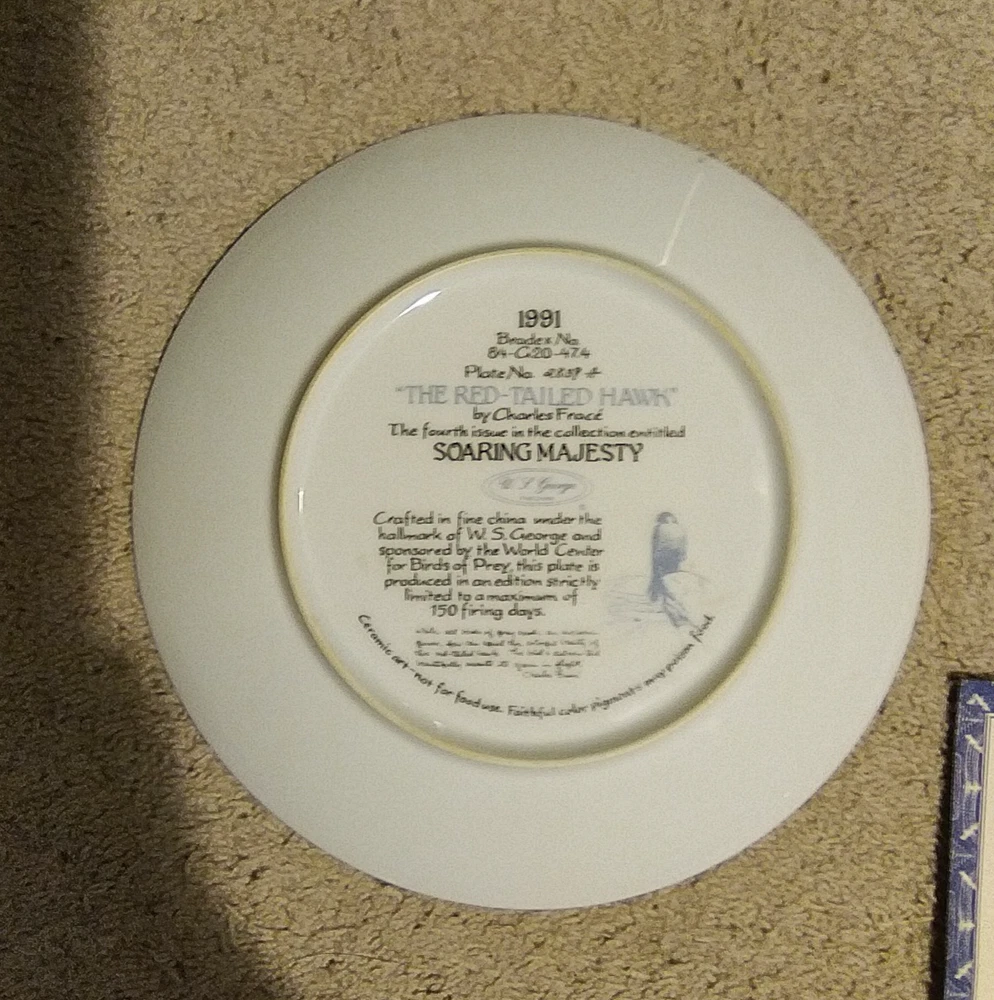 1991
Bradex No.
84-G20-47.4
Plate No.
"THE RED-TAILED HAWK"
by Charles Fracé
The fourth issue in the collection entitled
SOARING MAJESTY
W. S. George
Crafted in fine china under the
hallmark of W. S. George and
sponsored by the World Center
for Birds of Prey, this plate is
produced in an edition strictly
limited to a maximum of
150 firing days.
Ceramic art-not for food use. Faithful color pigments may poison food.